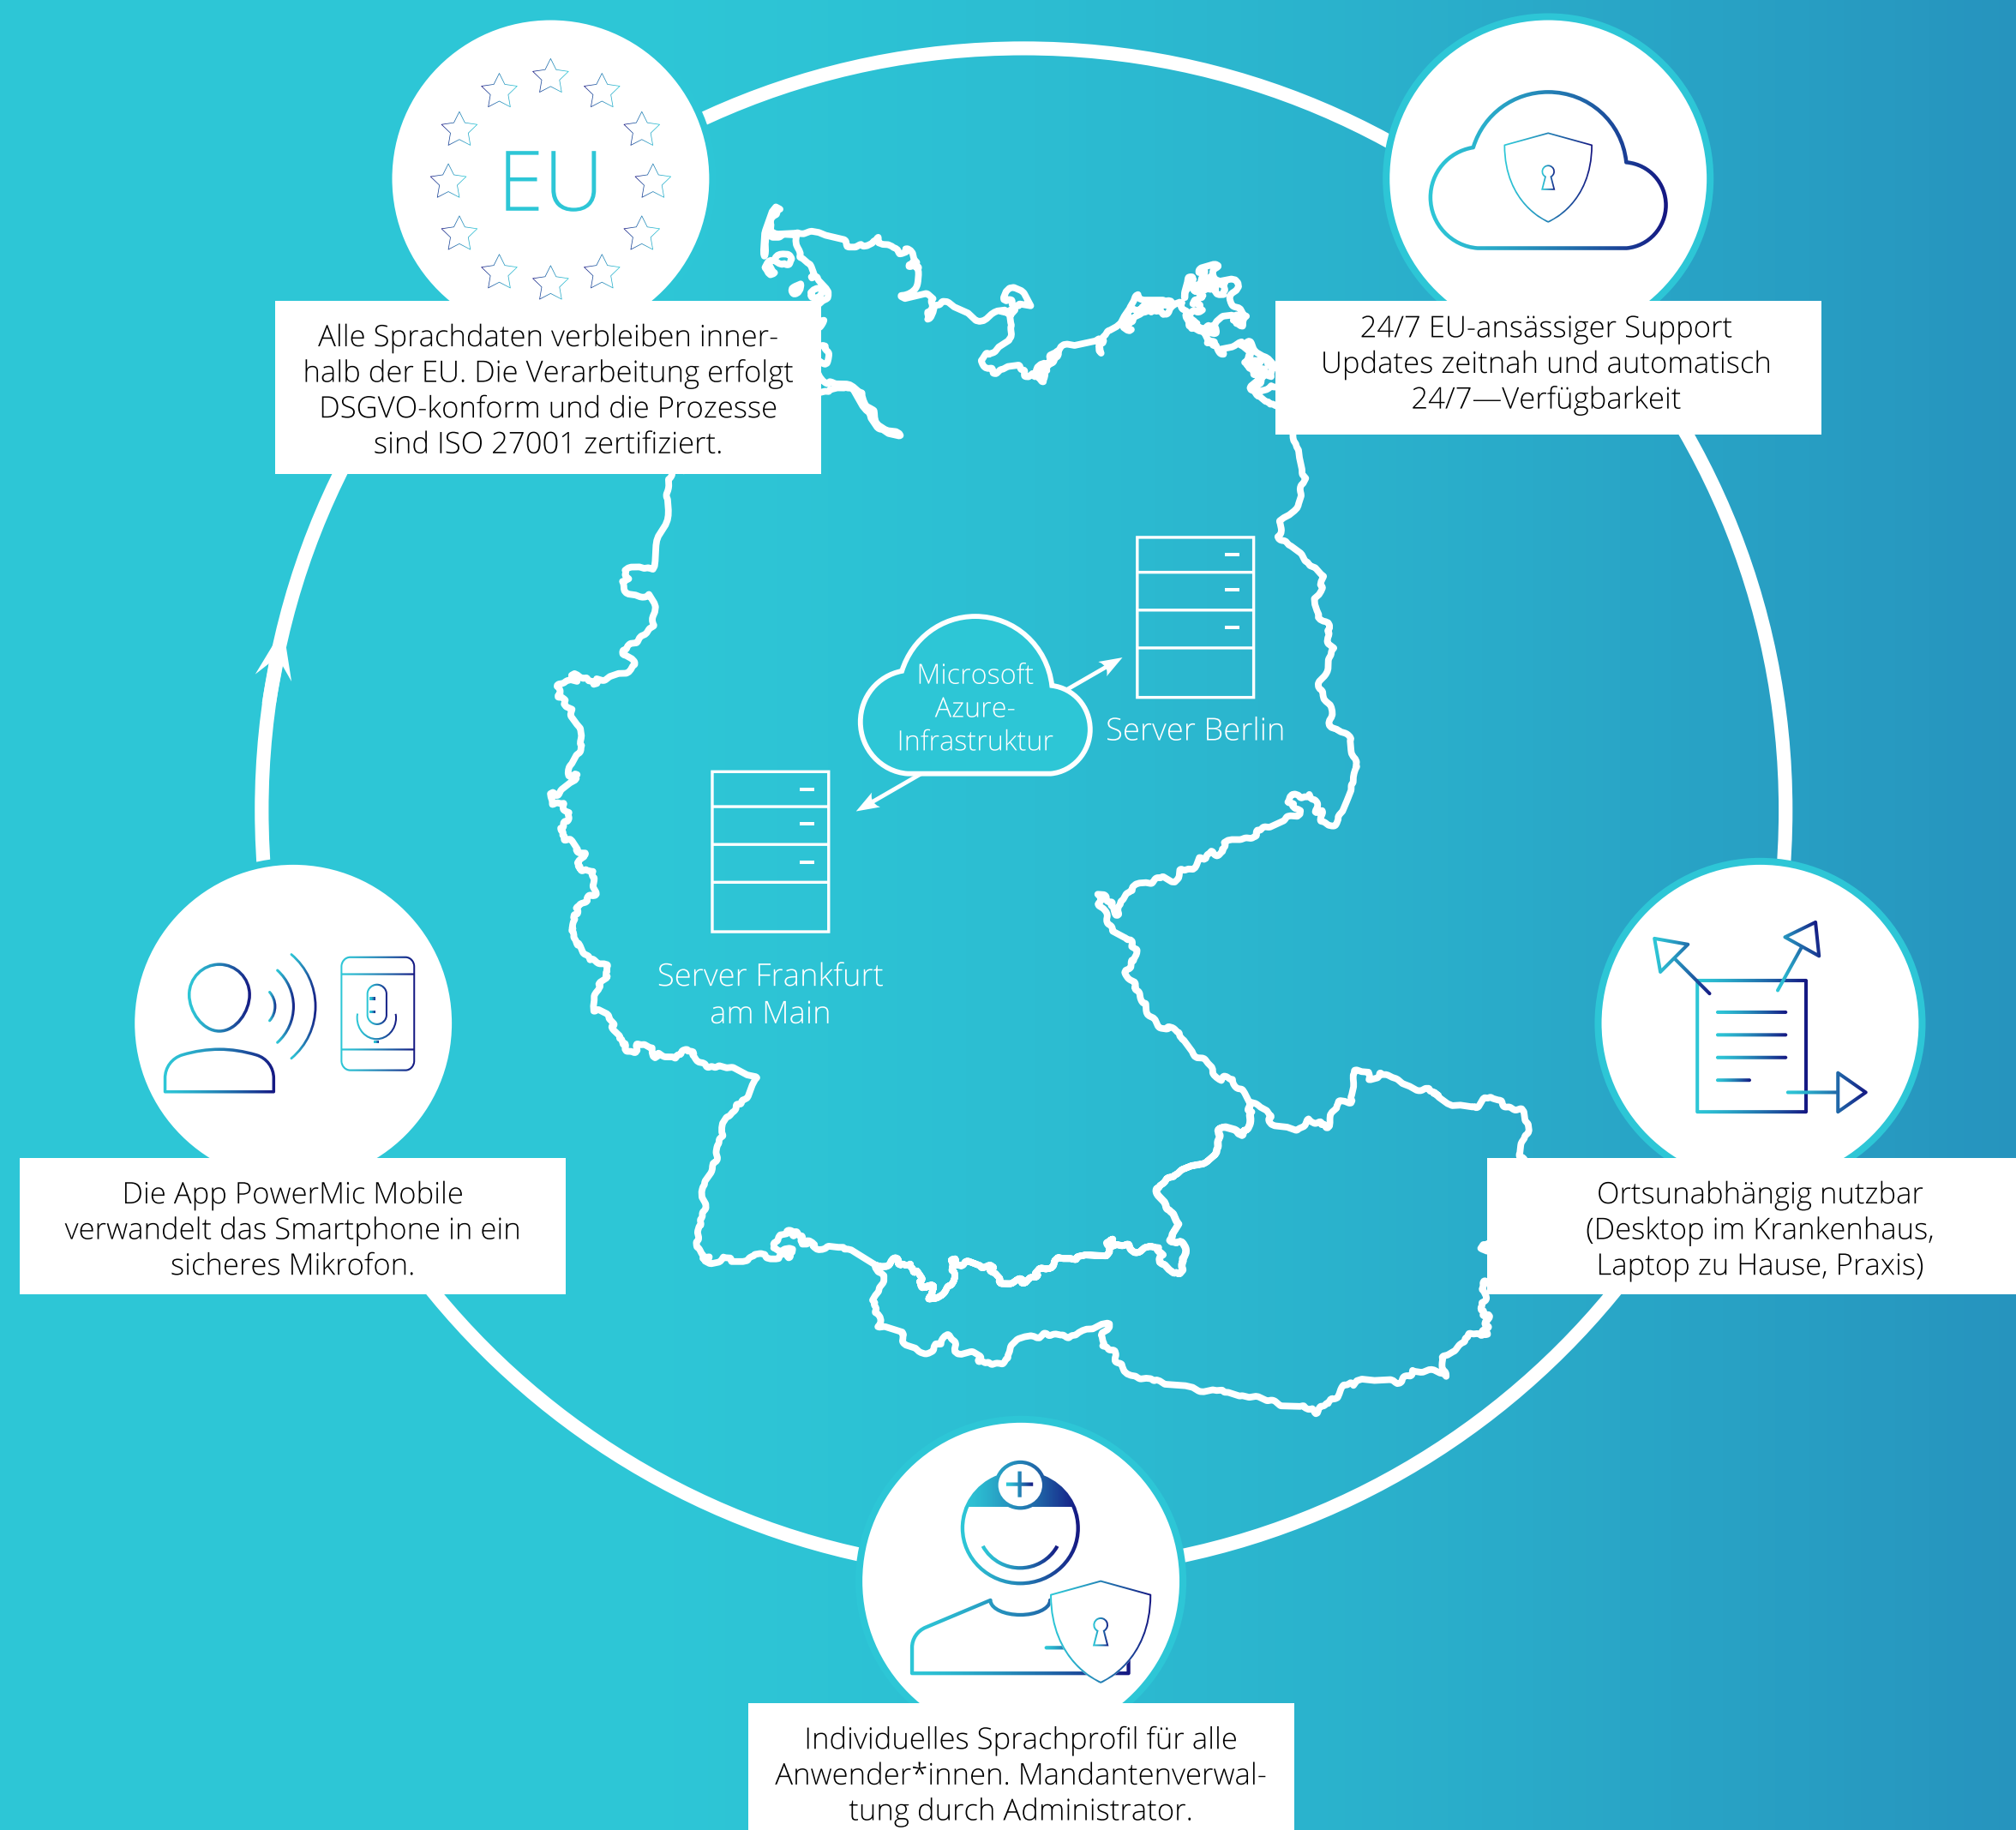 EU
Alle Sprachdaten verbleiben inner-
halb der EU. Die Verarbeitung erfolgt
DSGVO-konform und die Prozesse
sind ISO 27001 zertifiziert.
24/7 EU-ansässiger Support
Updates zeitnah und automatisch
24/7—Verfügbarkeit
Microsoft
Azure-
Infrastruktur
Server Berlin
Server Frankfurt
am Main
Die App PowerMic Mobile
verwandelt das Smartphone in ein
sicheres Mikrofon.
Ortsunabhängig nutzbar
(Desktop im Krankenhaus,
Laptop zu Hause, Praxis)
Individuelles Sprachprofil für alle
Anwender*innen. Mandantenverwal-
tung durch Administrator.